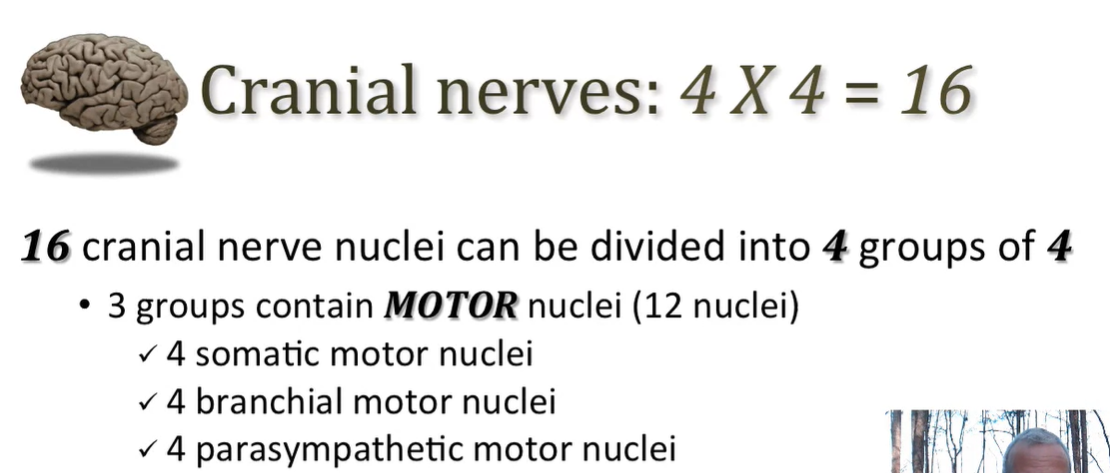 Cranial nerves: 4 X 4 = 16
16 cranial nerve nuclei can be divided into 4 groups of 4
• 3 groups contain MOTOR nuclei (12 nuclei)
✓ 4 somatic motor nuclei
✓ 4 branchial motor nuclei
✓ 4 parasympathetic motor nuclei